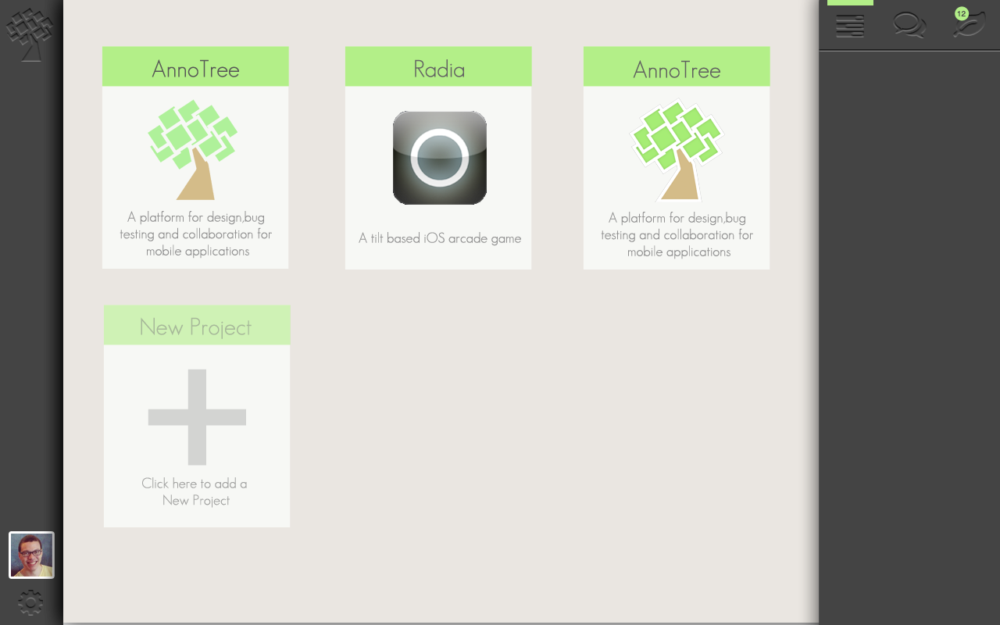 12
AnnoTree
Radia
AnnoTree
A platform for design,bug
testing and collaboration for
mobile applications
A tilt based iOS arcade game
A platform for design,bug
testing and collaboration for
mobile applications
New Project
Click here to add a
New Project